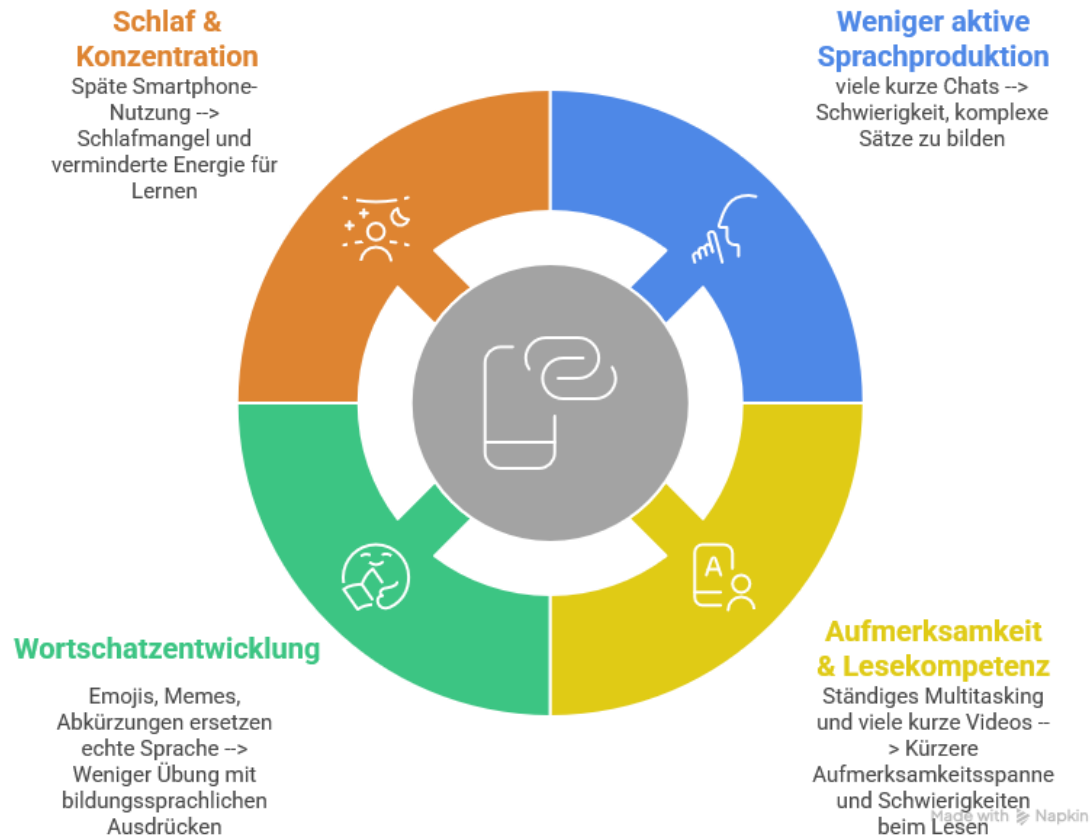 Schlaf &
Konzentration
Späte Smartphone-
Nutzung -->
Schlafmangel und
verminderte Energie für
Lernen
Weniger aktive
Sprachproduktion
viele kurze Chats -->
Schwierigkeit, komplexe
Sätze zu bilden
A
Wortschatzentwicklung
Emojis, Memes,
Abkürzungen ersetzen
echte Sprache -->
Weniger Übung mit
bildungssprachlichen
Ausdrücken
Aufmerksamkeit
& Lesekompetenz
Ständiges Multitasking
und viele kurze Videos --
> Kürzere
Aufmerksamkeitsspanne
und Schwierigkeiten
beim Lesen
Made with Napkin